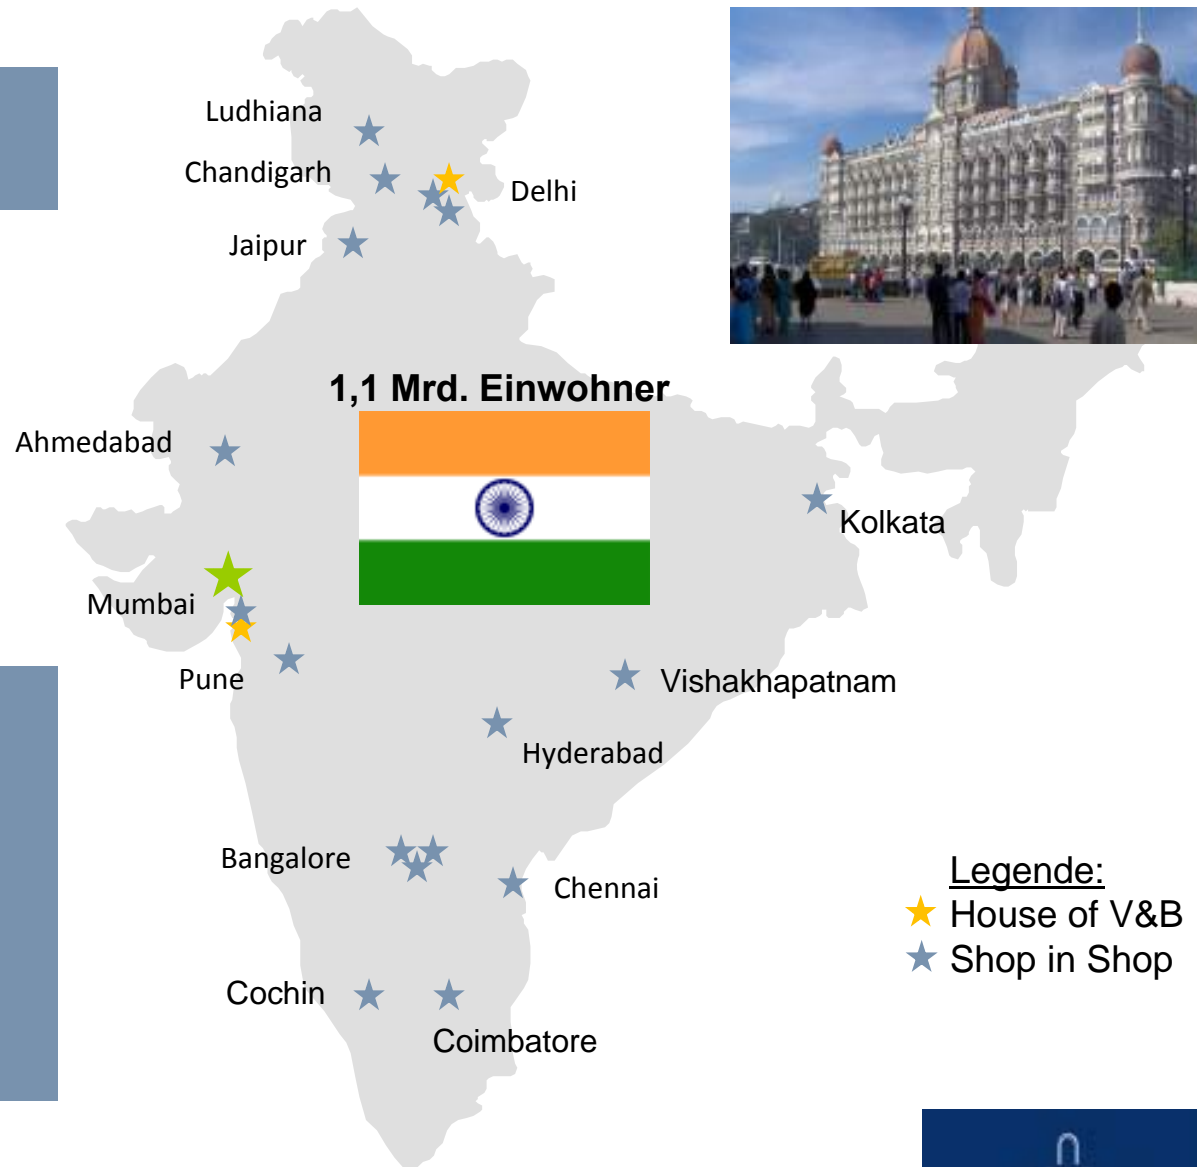 Ludhiana
Chandigarh
Delhi
Jaipur
1,1 Mrd. Einwohner
Ahmedabad
Kolkata
Mumbai
Pune
Vishakhapatnam
Hyderabad
Bangalore
Chennai
Legende:
House of V&B
Shop in Shop
Cochin
Coimbatore